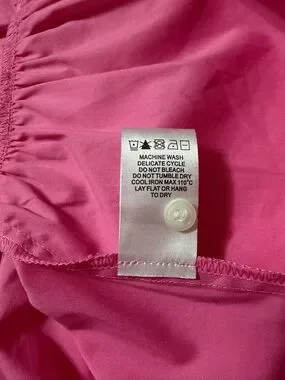 MACHINE WASH
DELICATE CYCLE
DO NOT BLEACH
DO NOT TUMBLE DRY
COOL IRON MAX 110°C
LAY FLAT OR HANG
TO DRY